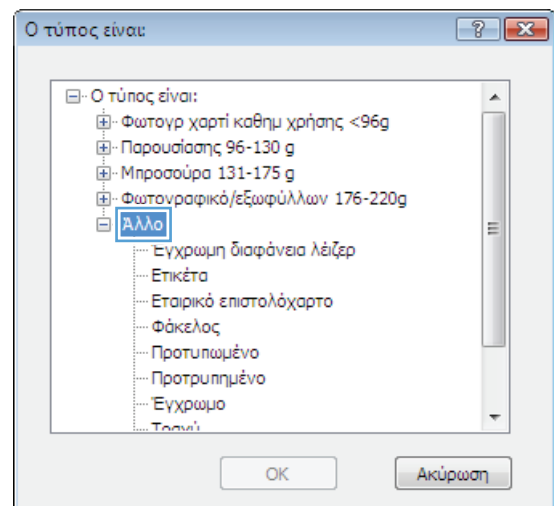 Ο τύπος είναι:
Ο τύπος είναι:
Φωτογρ χαρτί καθημ χρήσης <96g
Παρουσίασης 96-130 g
Μπροσούρα 131-175 g
Φωτογραφικό/εξωφύλλων 176-220g
Άλλο
Έγχρωμη διαφάνεια λέιζερ
Ετικέτα
Εταιρικό επιστολόχαρτο
Φάκελος
Προτυπωμένο
Προτρυπημένο
Έγχρωμο
Τραχύ
OK
Ακύρωση